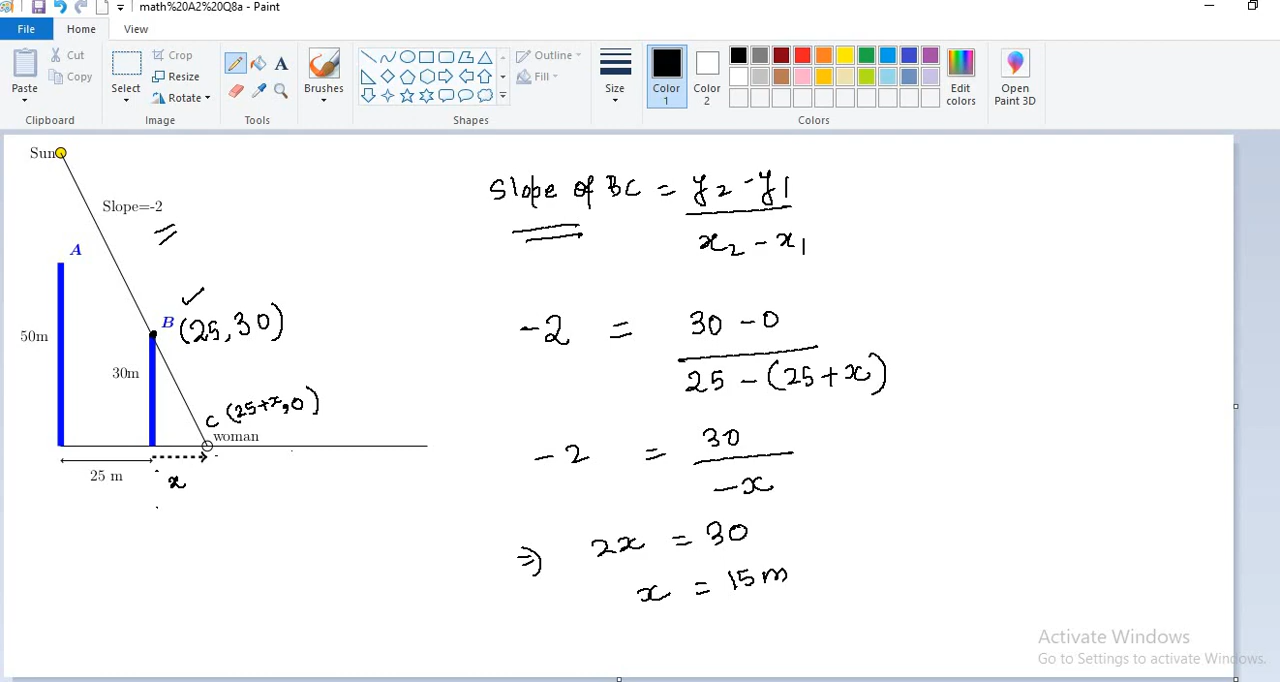 math%20A2%20Q8a - Paint
File Home View
Paste
Cut
Copy
Clipboard
Select
Crop
Resize
Rotate
Image
A
Tools
Brushes
Outline
Fill
Shapes
Size
Color 1
Color 2
Colors
Edit colors
Open Paint 3D
Sun
Slope=-2
A
B (25,30)
50m
30m
C (25+x,0)
woman
25 m
x
Slope of BC = y2 - y1
x2 - x1
-2 = 30 - 0
25 - (25+x)
-2 = 30
-x
⇒ 2x = 30
x = 15m
Activate Windows
Go to Settings to activate Windows.